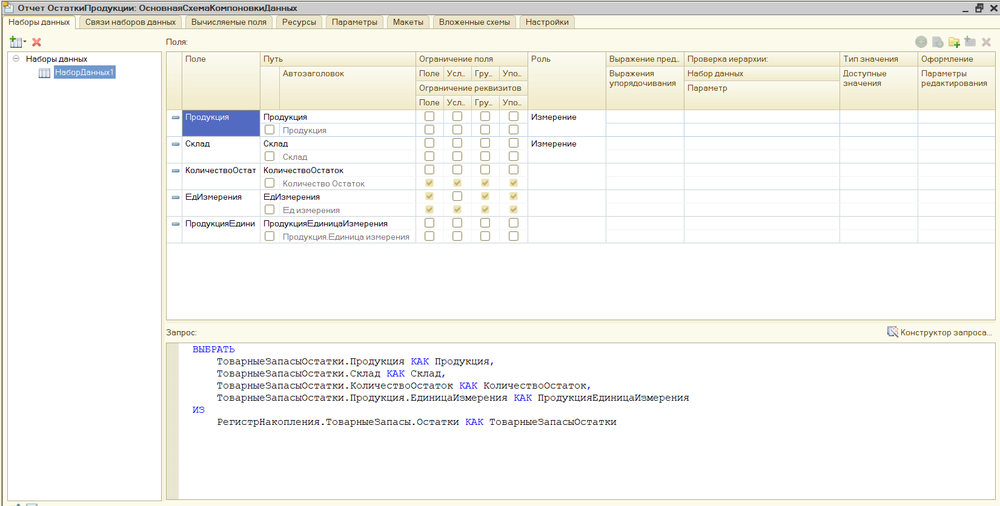 Отчет ОстаткиПродукции: ОсновнаяСхемаКомпоновкиДанных
Наборы данных Связи наборов данных Вычисляемые поля Ресурсы Параметры Макеты Вложенные схемы Настройки
Поля:
Наборы данных
НаборДанных1
Поле Путь Ограничение поля Роль Выражение пред... Проверка иерархии: Тип значения Оформление
Автозаголовок Поле Усл... Гру... Упо... Выражения упорядочивания Набор данных Доступные значения Параметры редактирования
Ограничение реквизитов Параметр
Поле Усл... Гру... Упо...
Продукция Продукция Измерение
Продукция
Склад Склад Измерение
Склад
КоличествоОстат КоличествоОстаток
Количество Остаток
ЕдИзмерения ЕдИзмерения
Ед измерения
ПродукцияЕдини ПродукцияЕдиницаИзмерения
Продукция.Единица измерения
Запрос: Конструктор запроса...
ВЫБРАТЬ
ТоварныеЗапасыОстатки.Продукция КАК Продукция,
ТоварныеЗапасыОстатки.Склад КАК Склад,
ТоварныеЗапасыОстатки.КоличествоОстаток КАК КоличествоОстаток,
ТоварныеЗапасыОстатки.Продукция.ЕдиницаИзмерения КАК ПродукцияЕдиницаИзмерения
ИЗ
РегистрНакопления.ТоварныеЗапасы.Остатки КАК ТоварныеЗапасыОстатки